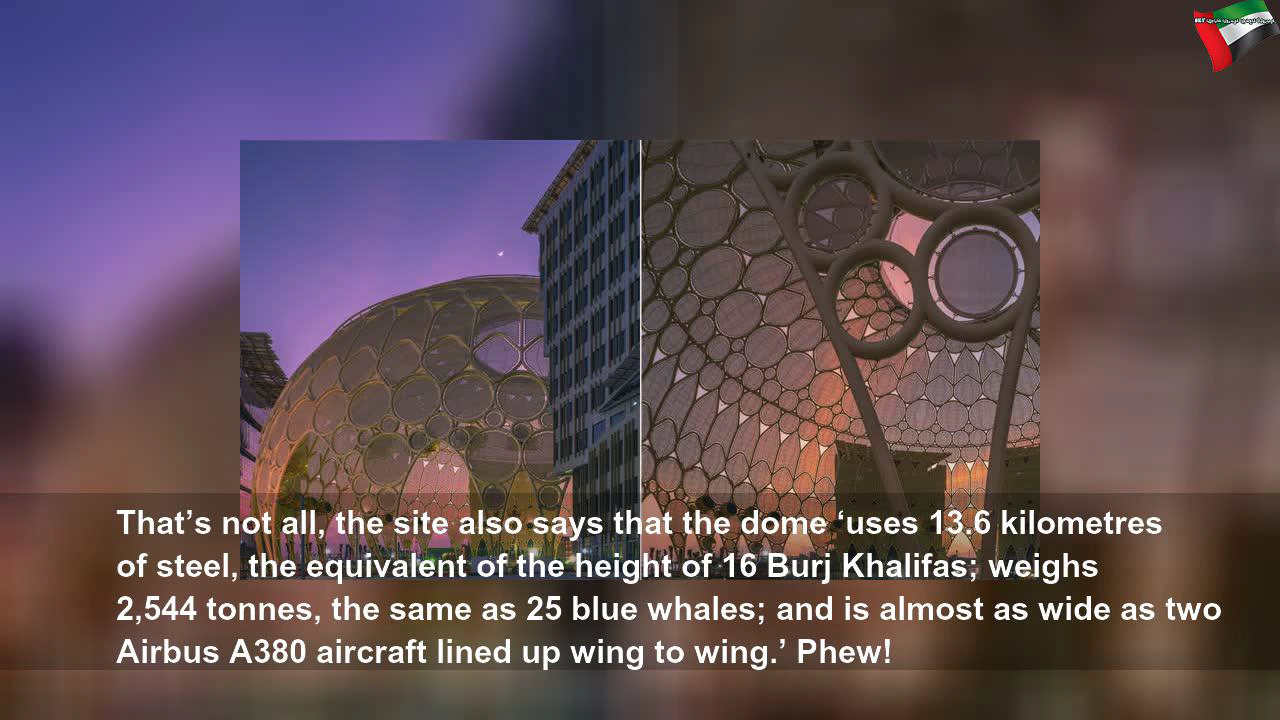 That’s not all, the site also says that the dome ‘uses 13.6 kilometres
of steel, the equivalent of the height of 16 Burj Khalifas; weighs
2,544 tonnes, the same as 25 blue whales; and is almost as wide as two
Airbus A380 aircraft lined up wing to wing.’ Phew!